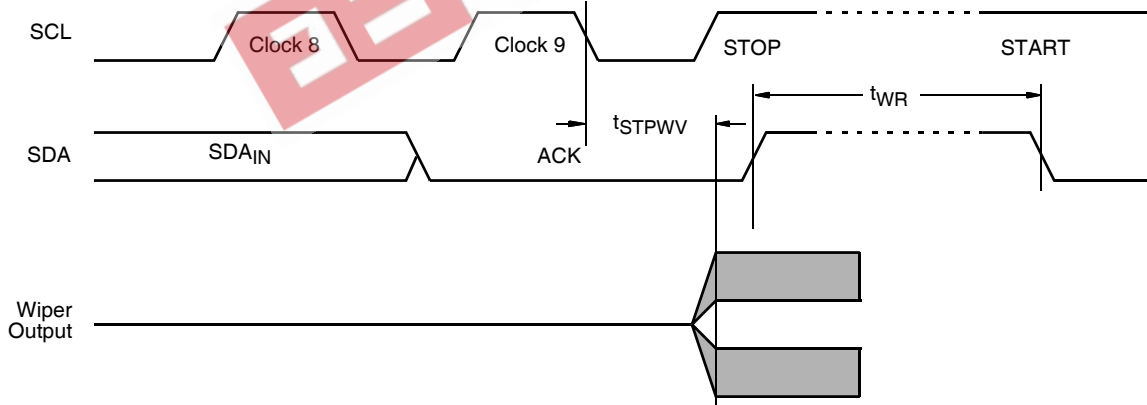 SCL
Clock 8
Clock 9
STOP
START
tWR
tSTPWV
SDA
SDAIN
ACK
Wiper
Output